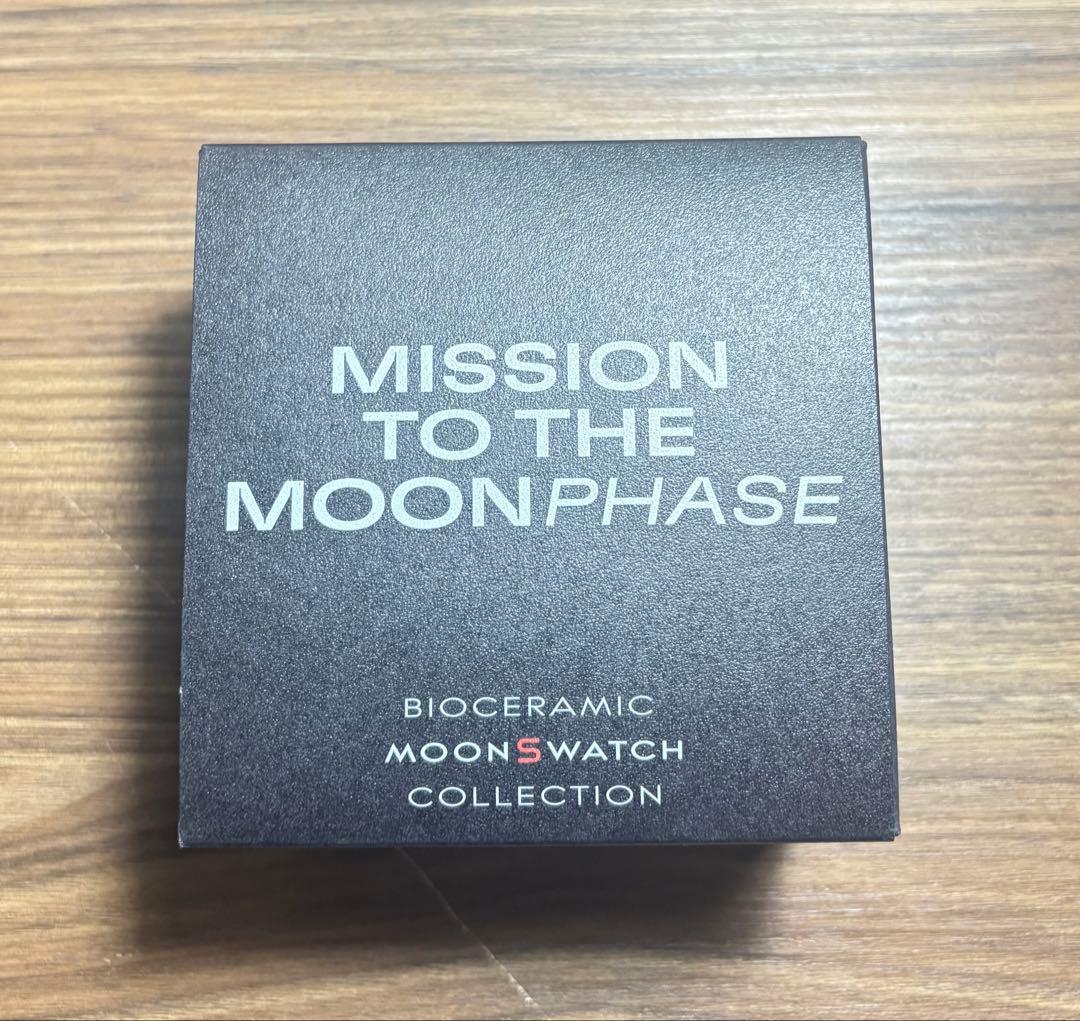 MISSION
TO THE
MOONPHASE
BIOCERAMIC
MOONSWATCH
COLLECTION